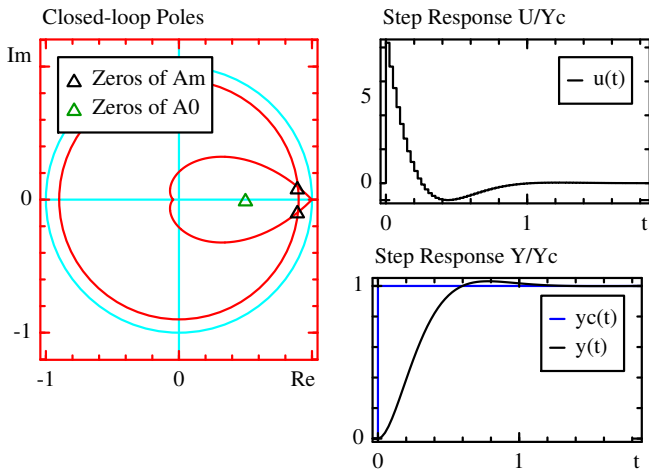 Closed-loop Poles
Im
Zeros of Am
Zeros of A0
0
-1
-1
0
Re
Step Response U/Yc
u(t)
5
0
0
1
t
Step Response Y/Yc
1
yc(t)
y(t)
0
0
1
t